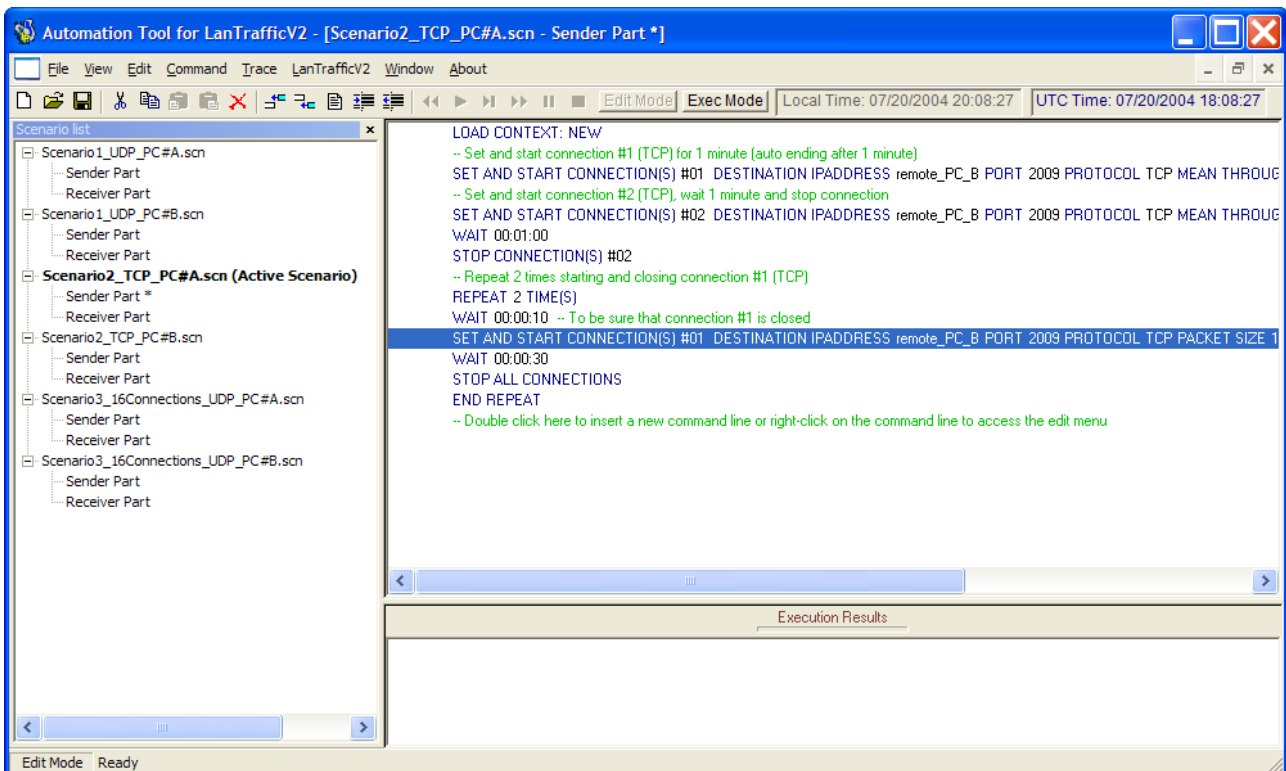 Automation Tool for LanTrafficV2 - [Scenario2_TCP_PC#A.scn - Sender Part *]
File View Edit Command Trace LanTrafficV2 Window About
Edit Mode Exec Mode Local Time: 07/20/2004 20:08:27 UTC Time: 07/20/2004 18:08:27
Scenario list
Scenario1_UDP_PC#A.scn
Sender Part
Receiver Part
Scenario1_UDP_PC#B.scn
Sender Part
Receiver Part
Scenario2_TCP_PC#A.scn (Active Scenario)
Sender Part *
Receiver Part
Scenario2_TCP_PC#B.scn
Sender Part
Receiver Part
Scenario3_16Connections_UDP_PC#A.scn
Sender Part
Receiver Part
Scenario3_16Connections_UDP_PC#B.scn
Sender Part
Receiver Part
LOAD CONTEXT: NEW
-- Set and start connection #1 (TCP) for 1 minute (auto ending after 1 minute)
SET AND START CONNECTION(S) #01 DESTINATION IPADDRESS remote_PC_B PORT 2009 PROTOCOL TCP MEAN THROUG
-- Set and start connection #2 (TCP), wait 1 minute and stop connection
SET AND START CONNECTION(S) #02 DESTINATION IPADDRESS remote_PC_B PORT 2009 PROTOCOL TCP MEAN THROUG
WAIT 00:01:00
STOP CONNECTION(S) #02
-- Repeat 2 times starting and closing connection #1 (TCP)
REPEAT 2 TIME(S)
WAIT 00:00:10 -- To be sure that connection #1 is closed
SET AND START CONNECTION(S) #01 DESTINATION IPADDRESS remote_PC_B PORT 2009 PROTOCOL TCP PACKET SIZE 1
WAIT 00:00:30
STOP ALL CONNECTIONS
END REPEAT
-- Double click here to insert a new command line or right-click on the command line to access the edit menu
Execution Results
Edit Mode Ready